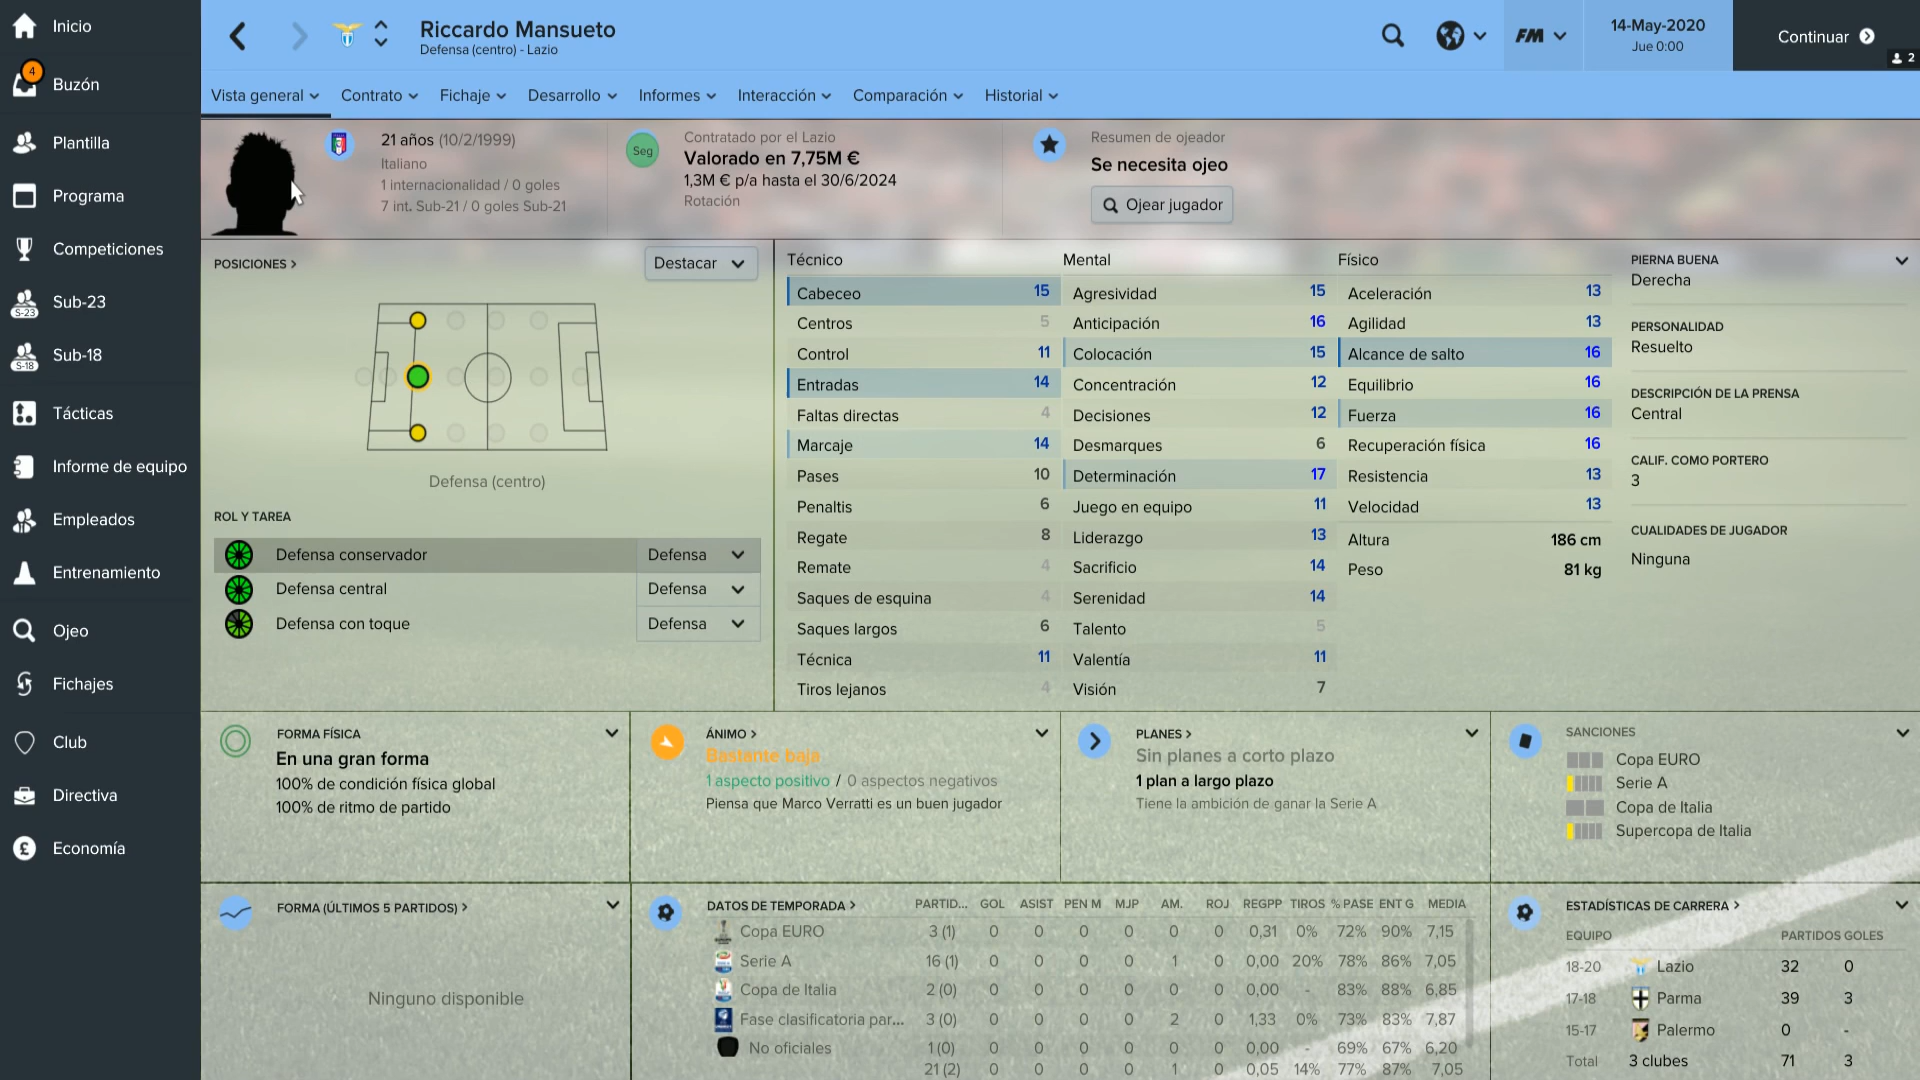 Inicio
4
Buzón
Plantilla
Programa
Competiciones
S-23
Sub-23
S-18
Sub-18
Tácticas
Informe de equipo
Empleados
Entrenamiento
Ojeo
Fichajes
Club
Directiva
Economía
Riccardo Mansueto
Defensa (centro) - Lazio
FM
14-May-2020
Jue 0:00
Continuar
2
Vista general Contrato Fichaje Desarrollo Informes Interacción Comparación Historial
21 años (10/2/1999)
Italiano
1 internacionalidad / 0 goles
7 int. Sub-21 / 0 goles Sub-21
Seg
Contratado por el Lazio
Valorado en 7,75M €
1,3M € p/a hasta el 30/6/2024
Rotación
Resumen de ojeador
Se necesita ojeo
Ojear jugador
POSICIONES >
Destacar
Defensa (centro)
ROL Y TAREA
Defensa conservador Defensa
Defensa central Defensa
Defensa con toque Defensa
Técnico
Cabeceo 15
Centros 5
Control 11
Entradas 14
Faltas directas 4
Marcaje 14
Pases 10
Penaltis 6
Regate 8
Remate 4
Saques de esquina 4
Saques largos 6
Técnica 11
Tiros lejanos 4
Mental
Agresividad 15
Anticipación 16
Colocación 15
Concentración 12
Decisiones 12
Desmarques 6
Determinación 17
Juego en equipo 11
Liderazgo 13
Sacrificio 14
Serenidad 14
Talento 5
Valentía 11
Visión 7
Físico
Aceleración 13
Agilidad 13
Alcance de salto 16
Equilibrio 16
Fuerza 16
Recuperación física 16
Resistencia 13
Velocidad 13
Altura 186 cm
Peso 81 kg
PIERNA BUENA
Derecha
PERSONALIDAD
Resuelto
DESCRIPCIÓN DE LA PRENSA
Central
CALIF. COMO PORTERO
3
CUALIDADES DE JUGADOR
Ninguna
FORMA FÍSICA
En una gran forma
100% de condición física global
100% de ritmo de partido
ÁNIMO >
Bastante baja
1 aspecto positivo / 0 aspectos negativos
Piensa que Marco Verratti es un buen jugador
PLANES >
Sin planes a corto plazo
1 plan a largo plazo
Tiene la ambición de ganar la Serie A
SANCIONES
Copa EURO
Serie A
Copa de Italia
Supercopa de Italia
FORMA (ÚLTIMOS 5 PARTIDOS) >
Ninguno disponible
DATOS DE TEMPORADA > PARTID... GOL ASIST PEN M MJP AM. ROJ REGPP TIROS % PASE ENT G MEDIA
Copa EURO 3 (1) 0 0 0 0 0 0 0,31 0% 72% 90% 7,15
Serie A 16 (1) 0 0 0 0 1 0 0,00 20% 78% 86% 7,05
Copa de Italia 2 (0) 0 0 0 0 0 0 0,00 - 83% 88% 6,85
Fase clasificatoria par... 3 (0) 0 0 0 0 2 0 1,33 0% 73% 83% 7,87
No oficiales 1 (0) 0 0 0 0 0 0 0,00 - 69% 67% 6,20
21 (2) 0 0 0 0 1 0 0,05 14% 77% 87% 7,05
ESTADÍSTICAS DE CARRERA >
EQUIPO PARTIDOS GOLES
18-20 Lazio 32 0
17-18 Parma 39 3
15-17 Palermo 0 -
Total 3 clubes 71 3